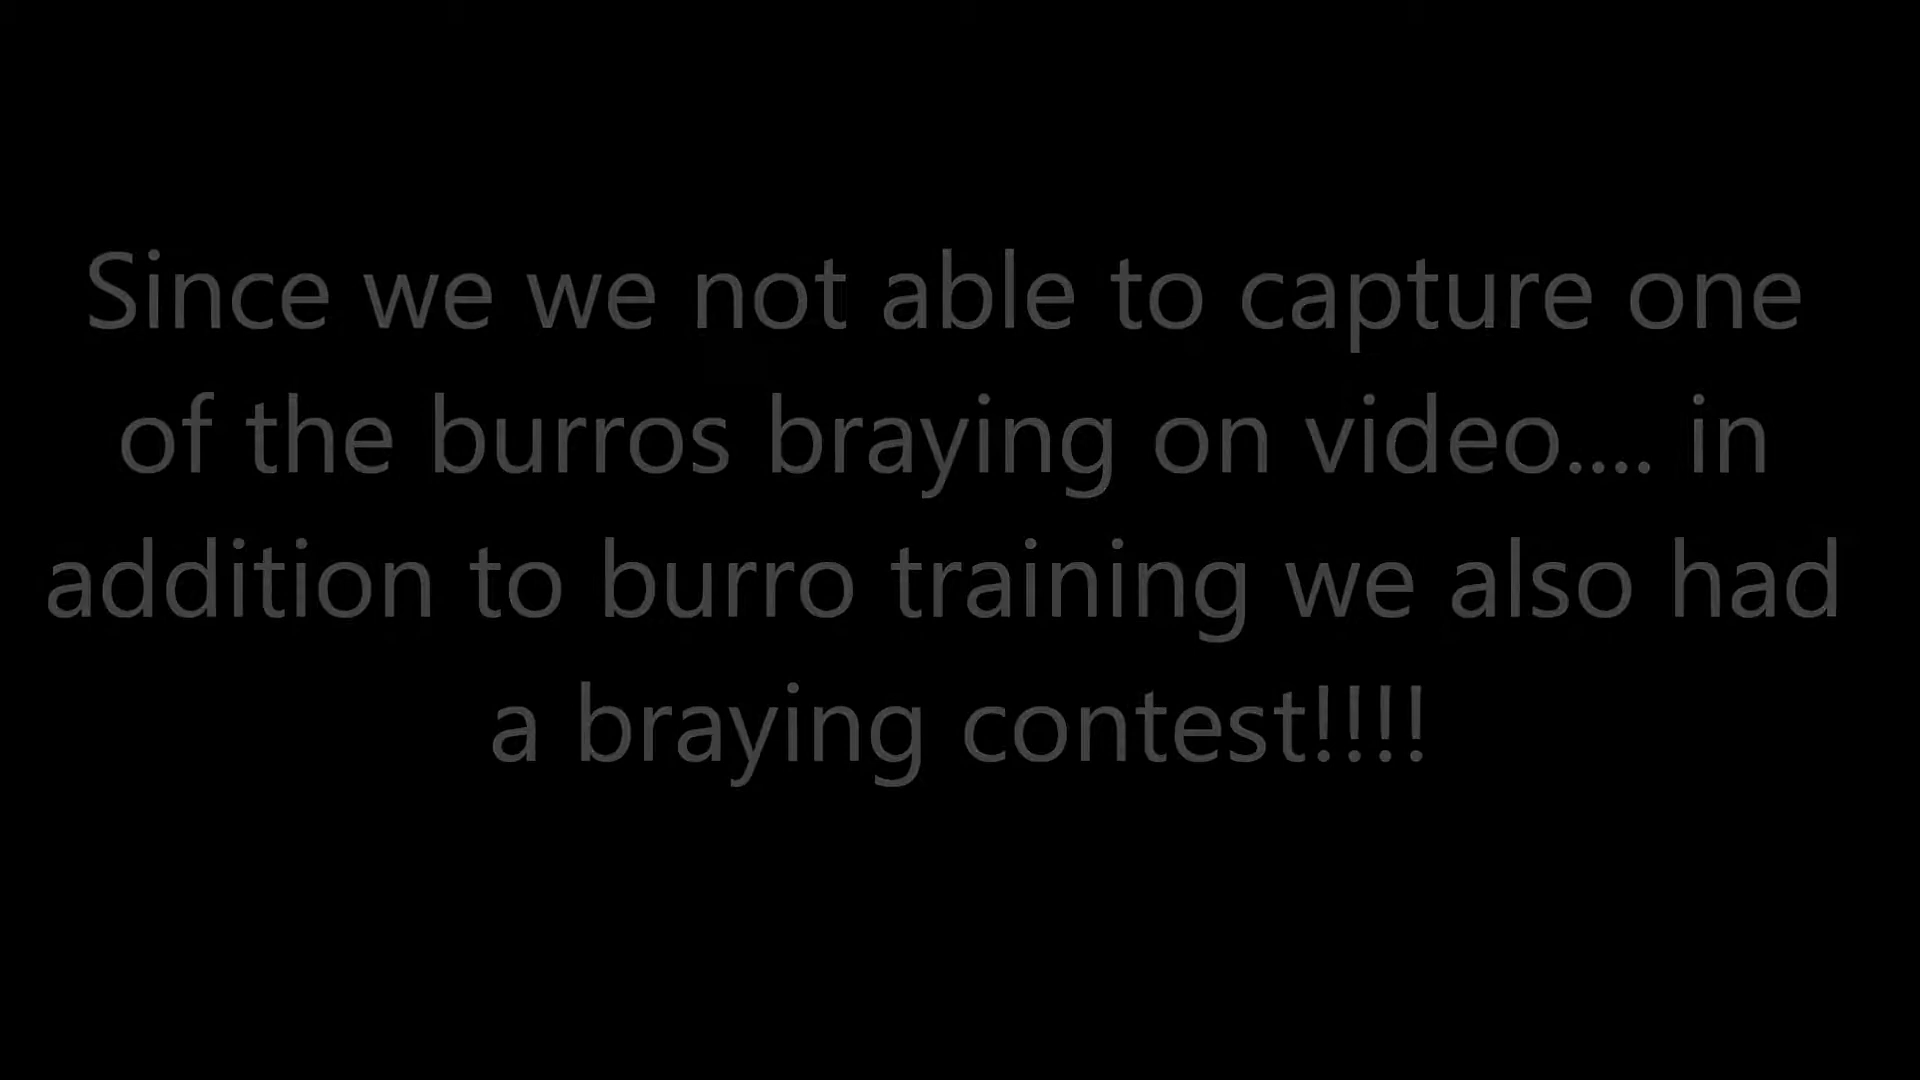 Since we we not able to capture one
of the burros braying on video.... in
addition to burro training we also had
a braying contest!!!!